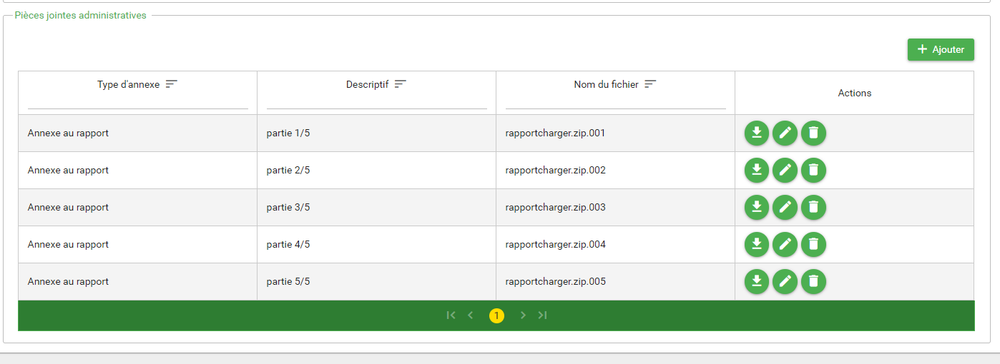 Pièces jointes administratives
Ajouter
Type d'annexe Descriptif Nom du fichier Actions
Annexe au rapport partie 1/5 rapportcharger.zip.001
Annexe au rapport partie 2/5 rapportcharger.zip.002
Annexe au rapport partie 3/5 rapportcharger.zip.003
Annexe au rapport partie 4/5 rapportcharger.zip.004
Annexe au rapport partie 5/5 rapportcharger.zip.005
1